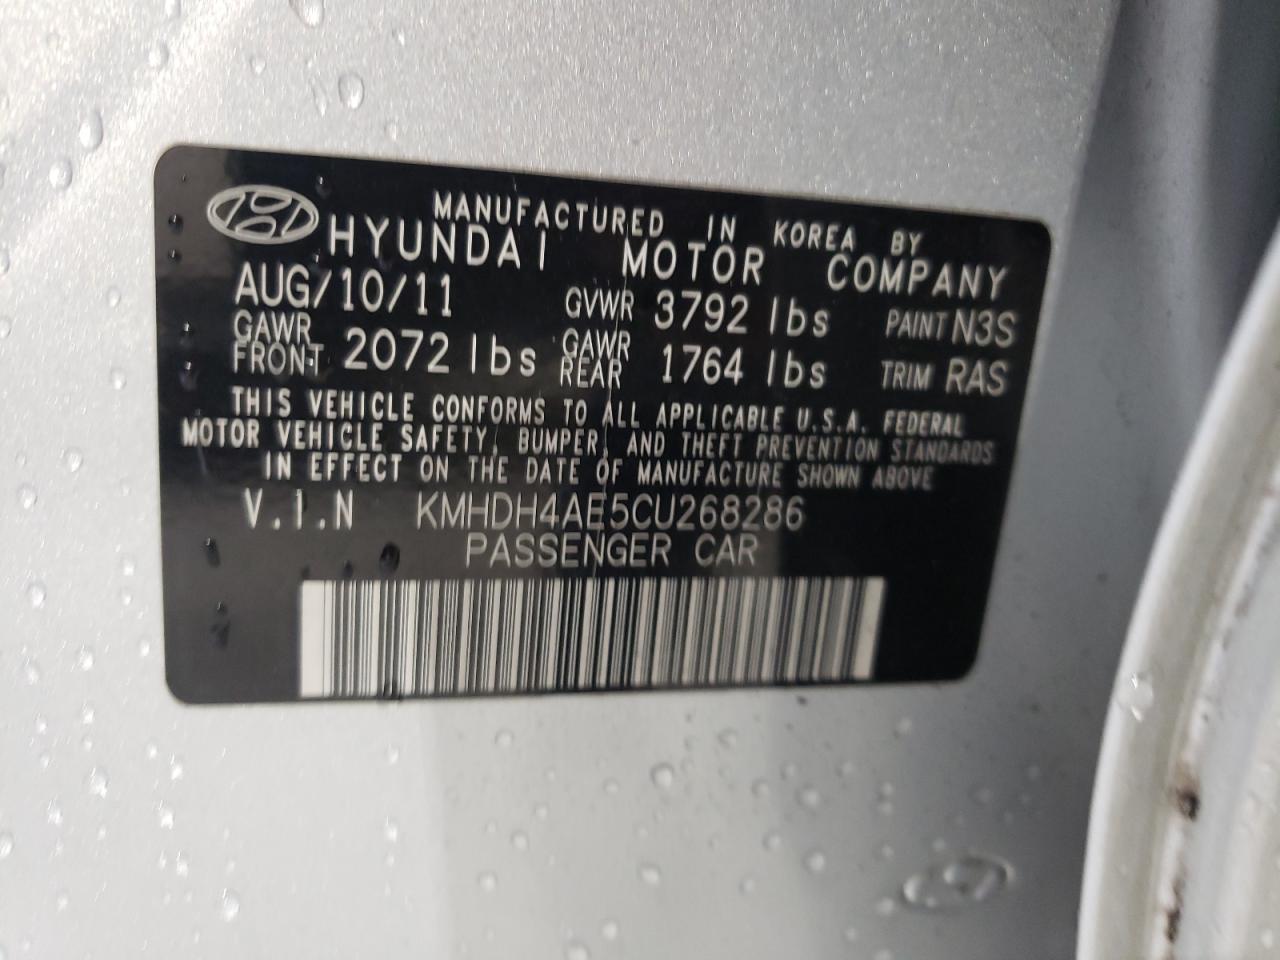 MANUFACTURED IN KOREA BY
HYUNDAI MOTOR COMPANY
AUG/10/11 GVWR 3792 lbs PAINT N3S
GAWR FRONT 2072 lbs GAWR REAR 1764 lbs TRIM RAS
THIS VEHICLE CONFORMS TO ALL APPLICABLE U.S.A. FEDERAL
MOTOR VEHICLE SAFETY, BUMPER, AND THEFT PREVENTION STANDARDS
IN EFFECT ON THE DATE OF MANUFACTURE SHOWN ABOVE
V.I.N KMHDH4AE5CU268286
PASSENGER CAR